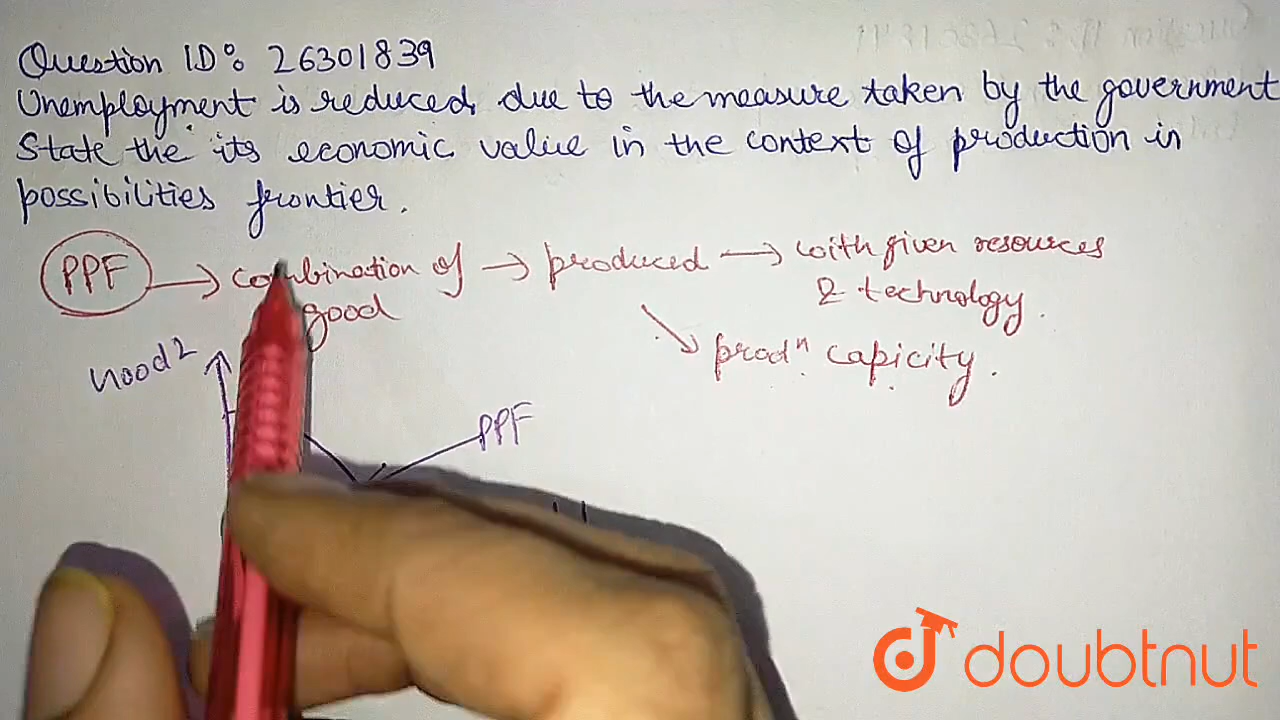 Question ID: 26301839
Unemployment is reduced, due to the measure taken by the government
State the its economic value in the context of production in
possibilities frontier.
PPF → combination of → produced → with given resources
good & technology.
↘ prodⁿ capicity.
PPF
doubtnut